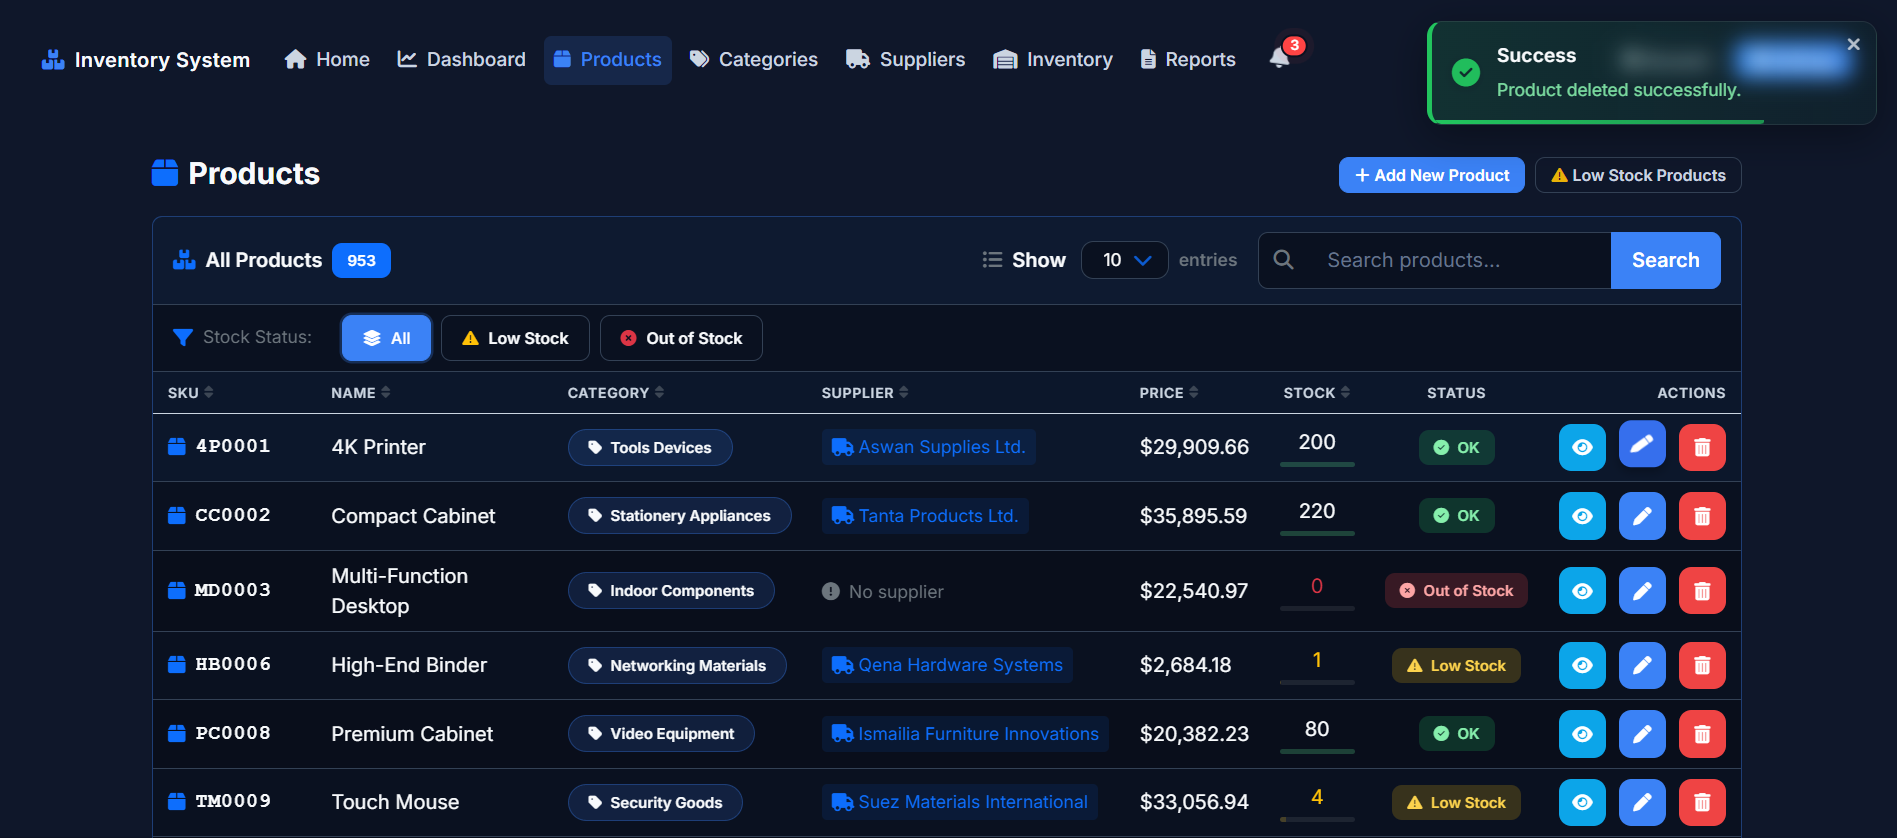 Inventory System Home Dashboard Products Categories Suppliers Inventory Reports 3
Success
Product deleted successfully.
Products
Add New Product Low Stock Products
All Products 953 Show 10 entries Search products... Search
Stock Status: All Low Stock Out of Stock
SKU NAME CATEGORY SUPPLIER PRICE STOCK STATUS ACTIONS
4P0001 4K Printer Tools Devices Aswan Supplies Ltd. $29,909.66 200 OK
CC0002 Compact Cabinet Stationery Appliances Tanta Products Ltd. $35,895.59 220 OK
MD0003 Multi-Function Desktop Indoor Components No supplier $22,540.97 0 Out of Stock
HB0006 High-End Binder Networking Materials Qena Hardware Systems $2,684.18 1 Low Stock
PC0008 Premium Cabinet Video Equipment Ismailia Furniture Innovations $20,382.23 80 OK
TM0009 Touch Mouse Security Goods Suez Materials International $33,056.94 4 Low Stock